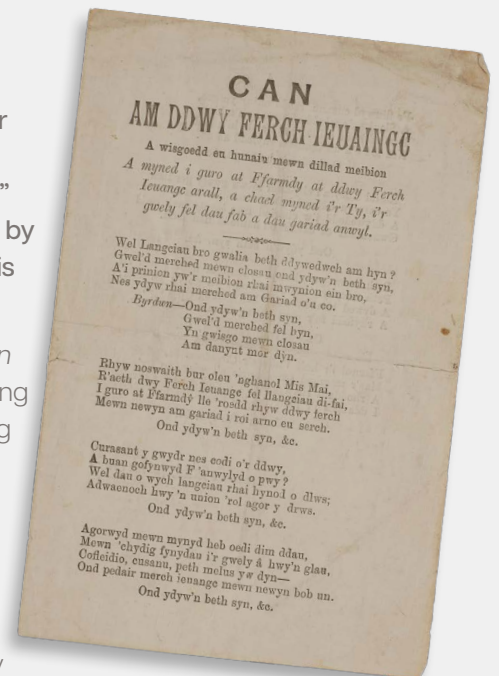 CAN
AM DDWY FERCH IEUAINGC
A wisgoedd eu hunain mewn dillad meibion
A myned i guro at Ffarmdy at ddwy Ferch
Ieuangc arall, a chael myned i'r Ty, i'r
gwely fel dau fab a dau gariad anwyl.
Wel Langciau bro gwalia beth ddywedwch am hyn ?
Gwel'd merched mewn closau ond ydyw'n beth syn,
A'i prinion yw'r meibion rhai mwynion ein bro,
Nes ydyw rhai merched am Gariad o'u co.
Byrdwn—Ond ydyw'n beth syn,
Gwel'd merched fel hyn,
Yn gwisgo mewn closau
Am danynt mor dyn.
Rhyw noswaith bur oleu 'nghanol Mis Mai,
R'aeth dwy Ferch Ieuange fel llangciau di-fai,
I guro at Ffarmdy lle 'roedd rhyw ddwy ferch
Mewn newyn am gariad i roi arno eu serch.
Ond ydyw'n beth syn, &c.
Curasant y gwydr nes codi o'r ddwy,
A buan gofynwyd F 'anwylyd o pwy ?
Wel dau o wych langciau rhai hynod o dlws;
Adwaenoch hwy 'n union 'rol agor y drws.
Ond ydyw'n beth syn, &c.
Agorwyd mewn mynyd heb oedi dim ddau,
Mewn 'chydig fynydau i'r gwely â hwy'n glau,
Cofleidio, cusanu, peth melus yw dyn—
Ond pedair merch ieuange mewn newyn bob un.
Ond ydyw'n beth syn, &c.
r
”
by
is
n
ng
g